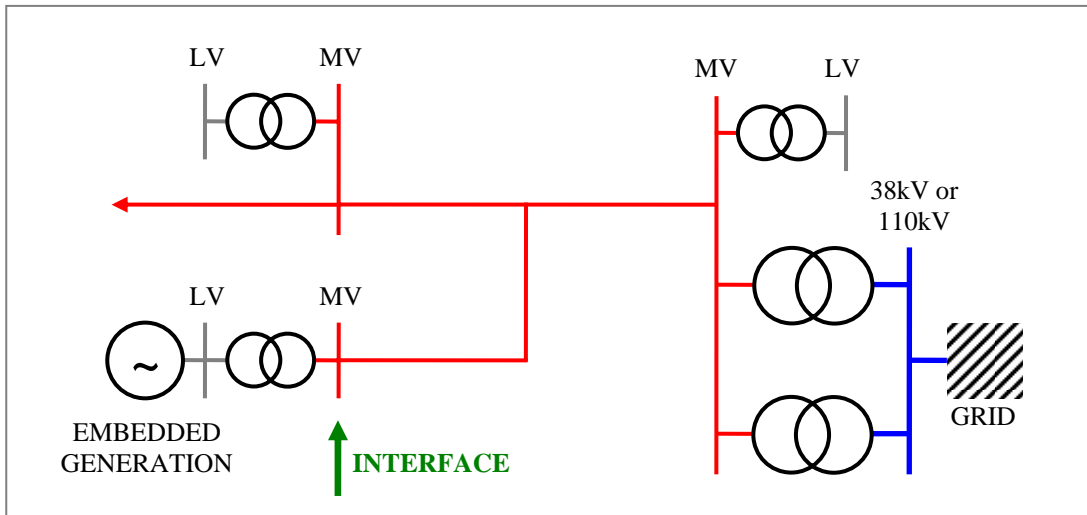 LV
MV
MV
LV
38kV or
110kV
LV
MV
~
GRID
EMBEDDED
GENERATION
INTERFACE